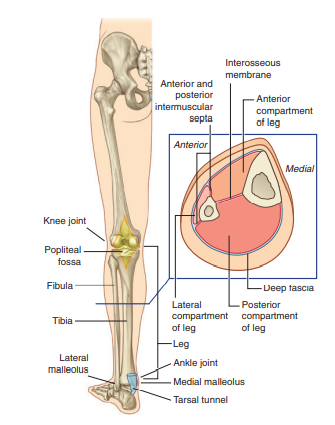 Interosseous
membrane
Anterior and
posterior
intermuscular
septa
Anterior
compartment
of leg
Anterior
Medial
Knee joint
Popliteal
fossa
Fibula
Deep fascia
Lateral
compartment
of leg
Posterior
compartment
of leg
Tibia
Leg
Lateral
malleolus
Ankle joint
Medial malleolus
Tarsal tunnel